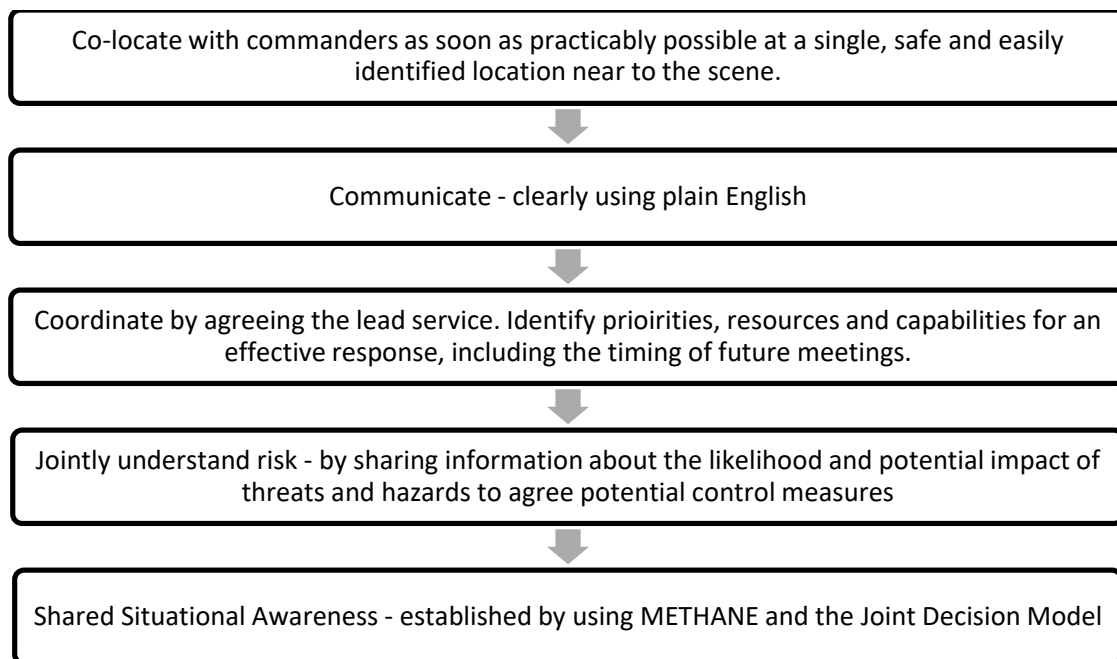 Co-locate with commanders as soon as practicably possible at a single, safe and easily
identified location near to the scene.
Communicate - clearly using plain English
Coordinate by agreeing the lead service. Identify prioirities, resources and capabilities for an
effective response, including the timing of future meetings.
Jointly understand risk - by sharing information about the likelihood and potential impact of
threats and hazards to agree potential control measures
Shared Situational Awareness - established by using METHANE and the Joint Decision Model